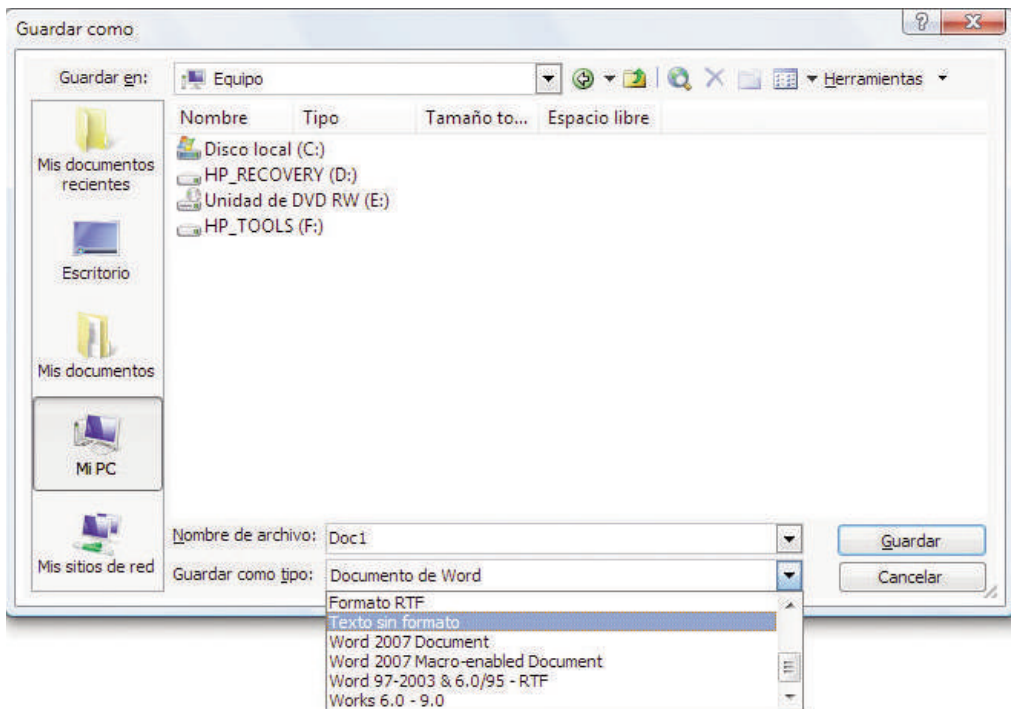 Guardar como
Guardar en:
Equipo
Herramientas
Nombre Tipo Tamaño to... Espacio libre
Mis documentos
recientes
Escritorio
Mis documentos
Mi PC
Mis sitios de red
Disco local (C:)
HP_RECOVERY (D:)
Unidad de DVD RW (E:)
HP_TOOLS (F:)
Nombre de archivo: Doc1
Guardar
Guardar como tipo: Documento de Word
Cancelar
Formato RTF
Texto sin formato
Word 2007 Document
Word 2007 Macro-enabled Document
Word 97-2003 & 6.0/95 - RTF
Works 6.0 - 9.0